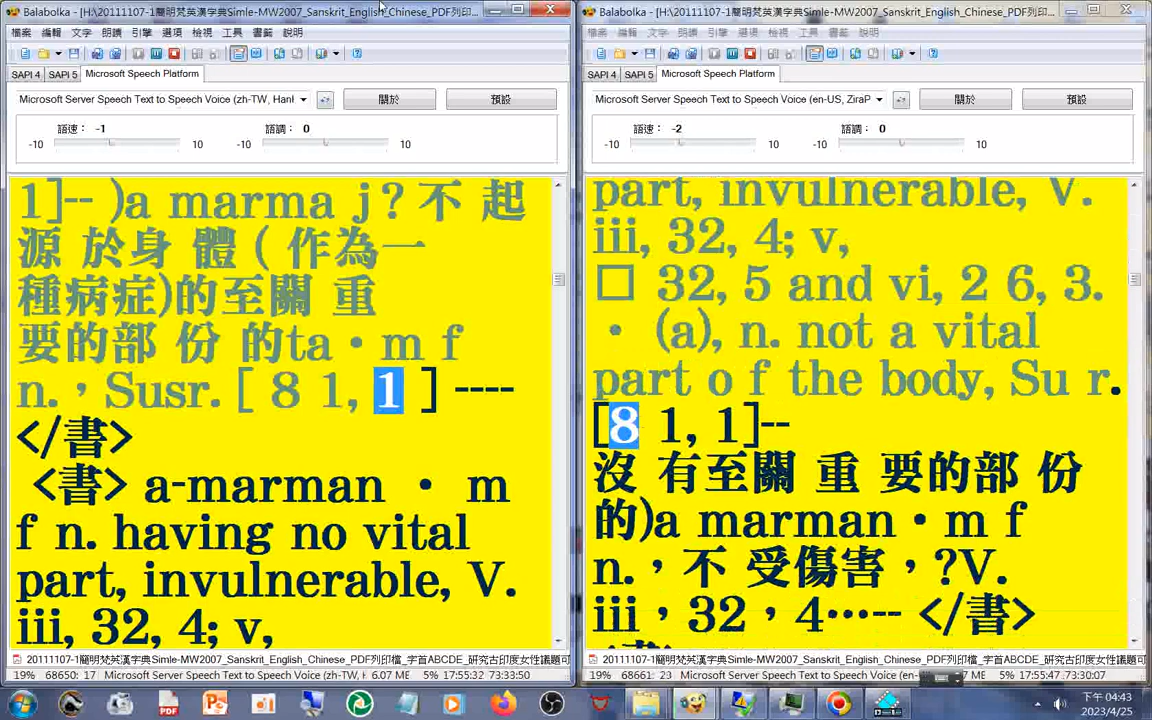 Balabolka - [H:\20111107-1簡明梵英漢字典Simle-MW2007_Sanskrit_English_Chinese_PDF列印...
檔案 編輯 文字 朗讀 引擎 選項 檢視 工具 書籤 說明
SAPI 4 SAPI 5 Microsoft Speech Platform
Microsoft Server Speech Text to Speech Voice (zh-TW, Hanl
關於 預設
語速： -1 語調： 0
-10 10 -10 10
1]-- )a marma j? 不 起
源 於身 體 ( 作為一
種病症)的至關 重
要的部 份 的ta・m f
n.，Susr. [ 8 1, 1 ] ----
</書>
<書> a-marman ・ m
f n. having no vital
part, invulnerable, V.
iii, 32, 4; v,
20111107-1簡明梵英漢字典Simle-MW2007_Sanskrit_English_Chinese_PDF列印檔_字首ABCDE_研究古印度女性議題可
19% 68650: 17 Microsoft Server Speech Text to Speech Voice (zh-TW, H 6.07 MB 5% 17:55:32 73:33:50
Balabolka - [H:\20111107-1簡明梵英漢字典Simle-MW2007_Sanskrit_English_Chinese_PDF列印...
檔案 編輯 文字 朗讀 引擎 選項 檢視 工具 書籤 說明
SAPI 4 SAPI 5 Microsoft Speech Platform
Microsoft Server Speech Text to Speech Voice (en-US, ZiraP
關於 預設
語速： -2 語調： 0
-10 10 -10 10
part, invulnerable, V.
iii, 32, 4; v,
□ 32, 5 and vi, 2 6, 3.
・ (a), n. not a vital
part o f the body, Su r.
[8 1, 1]--
沒 有至關 重 要的部 份
的)a marman・m f
n.，不 受傷害，?V.
iii，32，4…-- </書>
20111107-1簡明梵英漢字典Simle-MW2007_Sanskrit_English_Chinese_PDF列印檔_字首ABCDE_研究古印度女性議題可
19% 68661: 23 Microsoft Server Speech Text to Speech Voice 5% 17:55:47 73:30:07
下午 04:43
2023/4/25